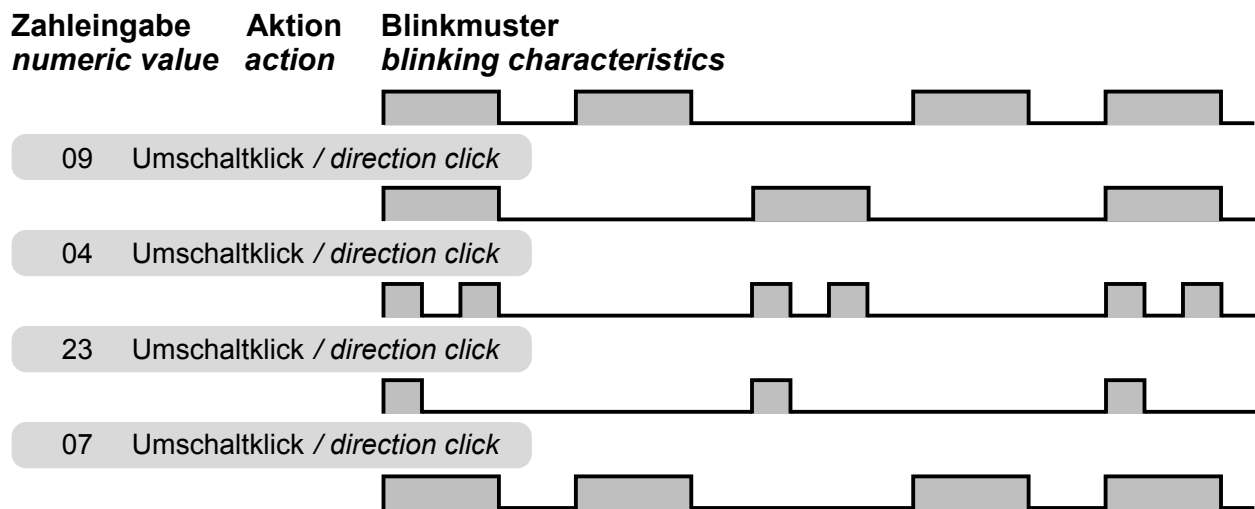 Zahleingabe Aktion Blinkmuster
numeric value action blinking characteristics
09 Umschaltklick / direction click
04 Umschaltklick / direction click
23 Umschaltklick / direction click
07 Umschaltklick / direction click